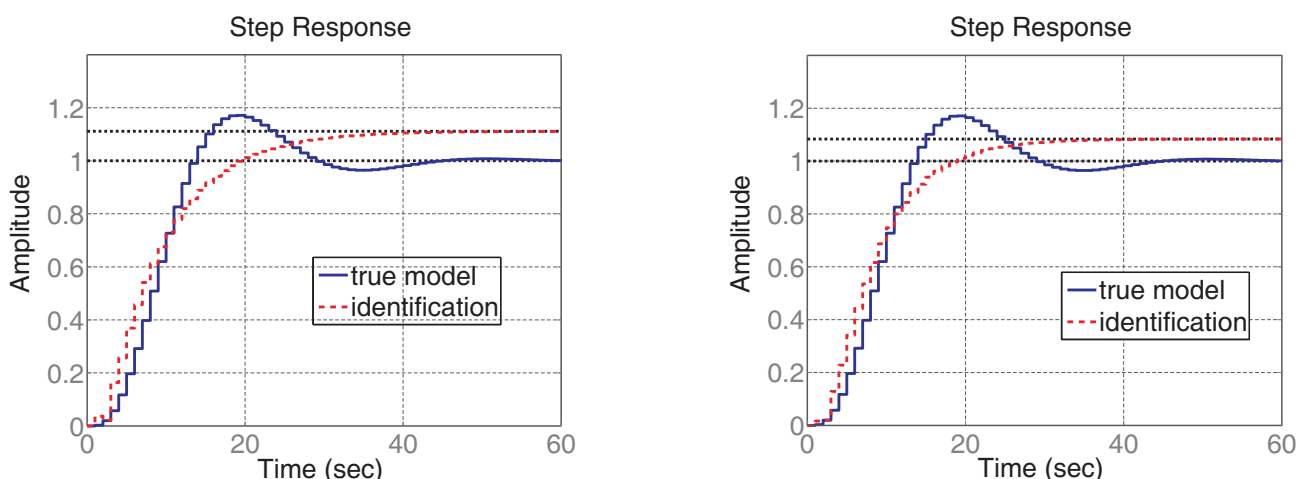 Step Response
1.2
1
0.8
0.6
0.4
0.2
0
Amplitude
true model
identification
0 20 40 60
Time (sec)
Step Response
1.2
1
0.8
0.6
0.4
0.2
0
Amplitude
true model
identification
0 20 40 60
Time (sec)